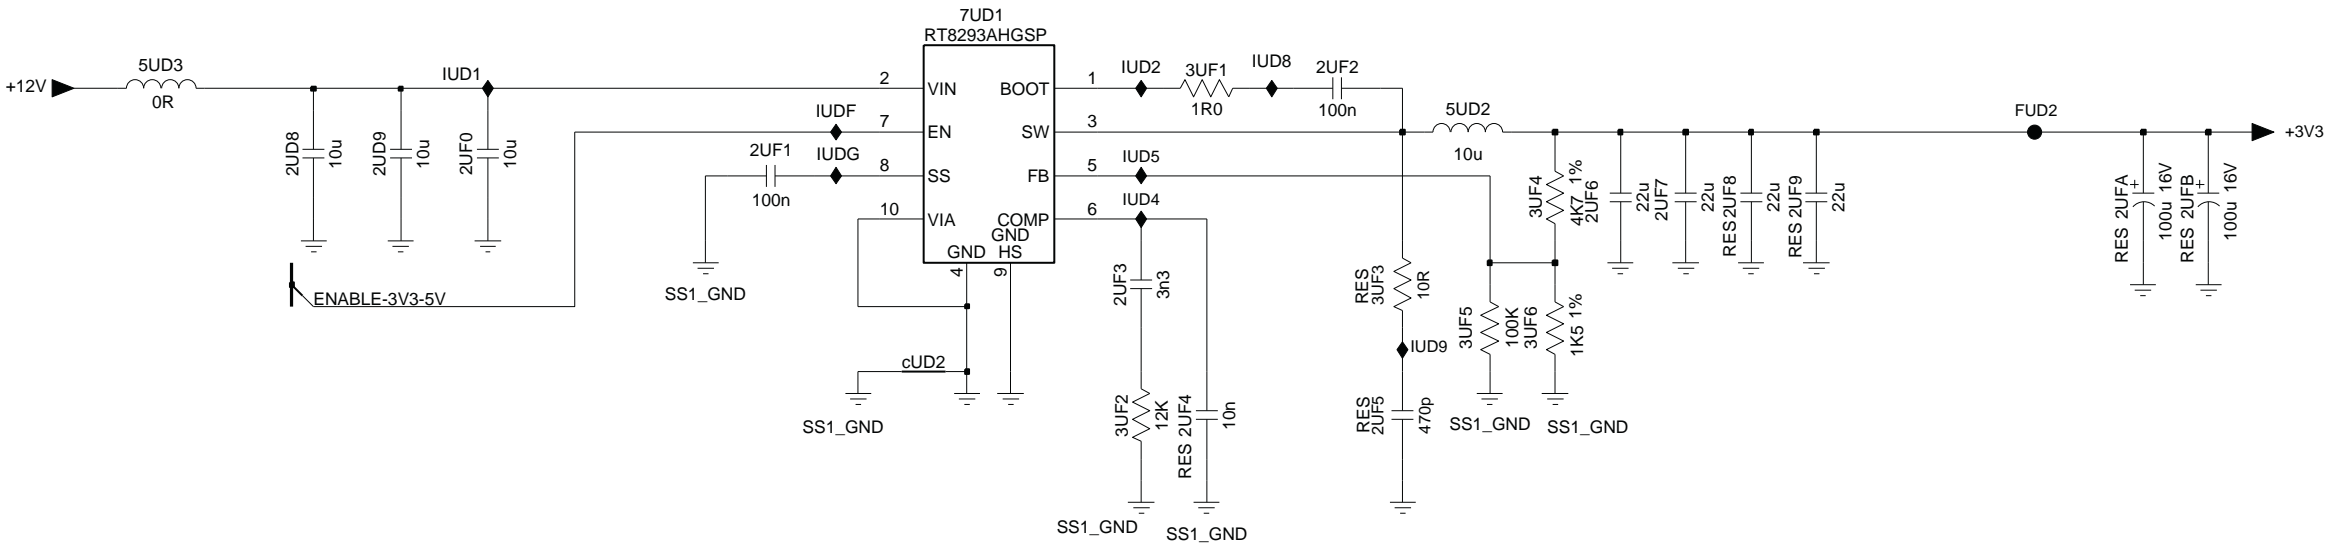 7UD1
RT8293AHGSP
+12V
5UD3
0R
IUD1
2UD8
10u
2UD9
10u
2UF0
10u
ENABLE-3V3-5V
IUDF
IUDG
2UF1
100n
SS1_GND
2
7
8
10
VIN
EN
SS
VIA
BOOT
SW
FB
COMP
GND
GND HS
4
9
1
3
5
6
cUD2
SS1_GND
IUD2
3UF1
1R0
IUD8
2UF2
100n
IUD5
IUD4
2UF3
3n3
3UF2
12K
SS1_GND
RES 2UF4
10n
SS1_GND
5UD2
10u
RES
3UF3
10R
IUD9
RES
2UF5
470p
3UF5
100K
SS1_GND
3UF4
4K7 1%
3UF6
1K5 1%
SS1_GND
2UF6
22u
2UF7
22u
RES 2UF8
22u
RES 2UF9
22u
FUD2
RES 2UFA
+
100u 16V
RES 2UFB
+
100u 16V
+3V3